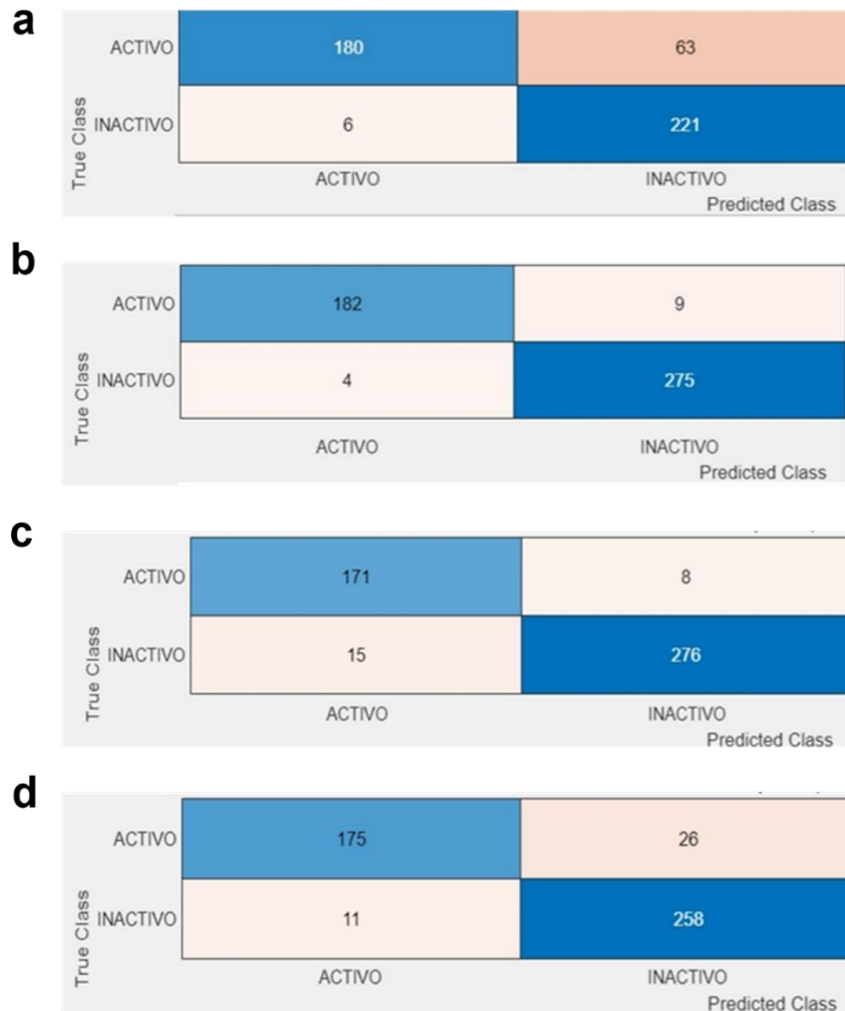 a
True Class
ACTIVO 180 63
INACTIVO 6 221
ACTIVO INACTIVO
Predicted Class
b
True Class
ACTIVO 182 9
INACTIVO 4 275
ACTIVO INACTIVO
Predicted Class
c
True Class
ACTIVO 171 8
INACTIVO 15 276
ACTIVO INACTIVO
Predicted Class
d
True Class
ACTIVO 175 26
INACTIVO 11 258
ACTIVO INACTIVO
Predicted Class